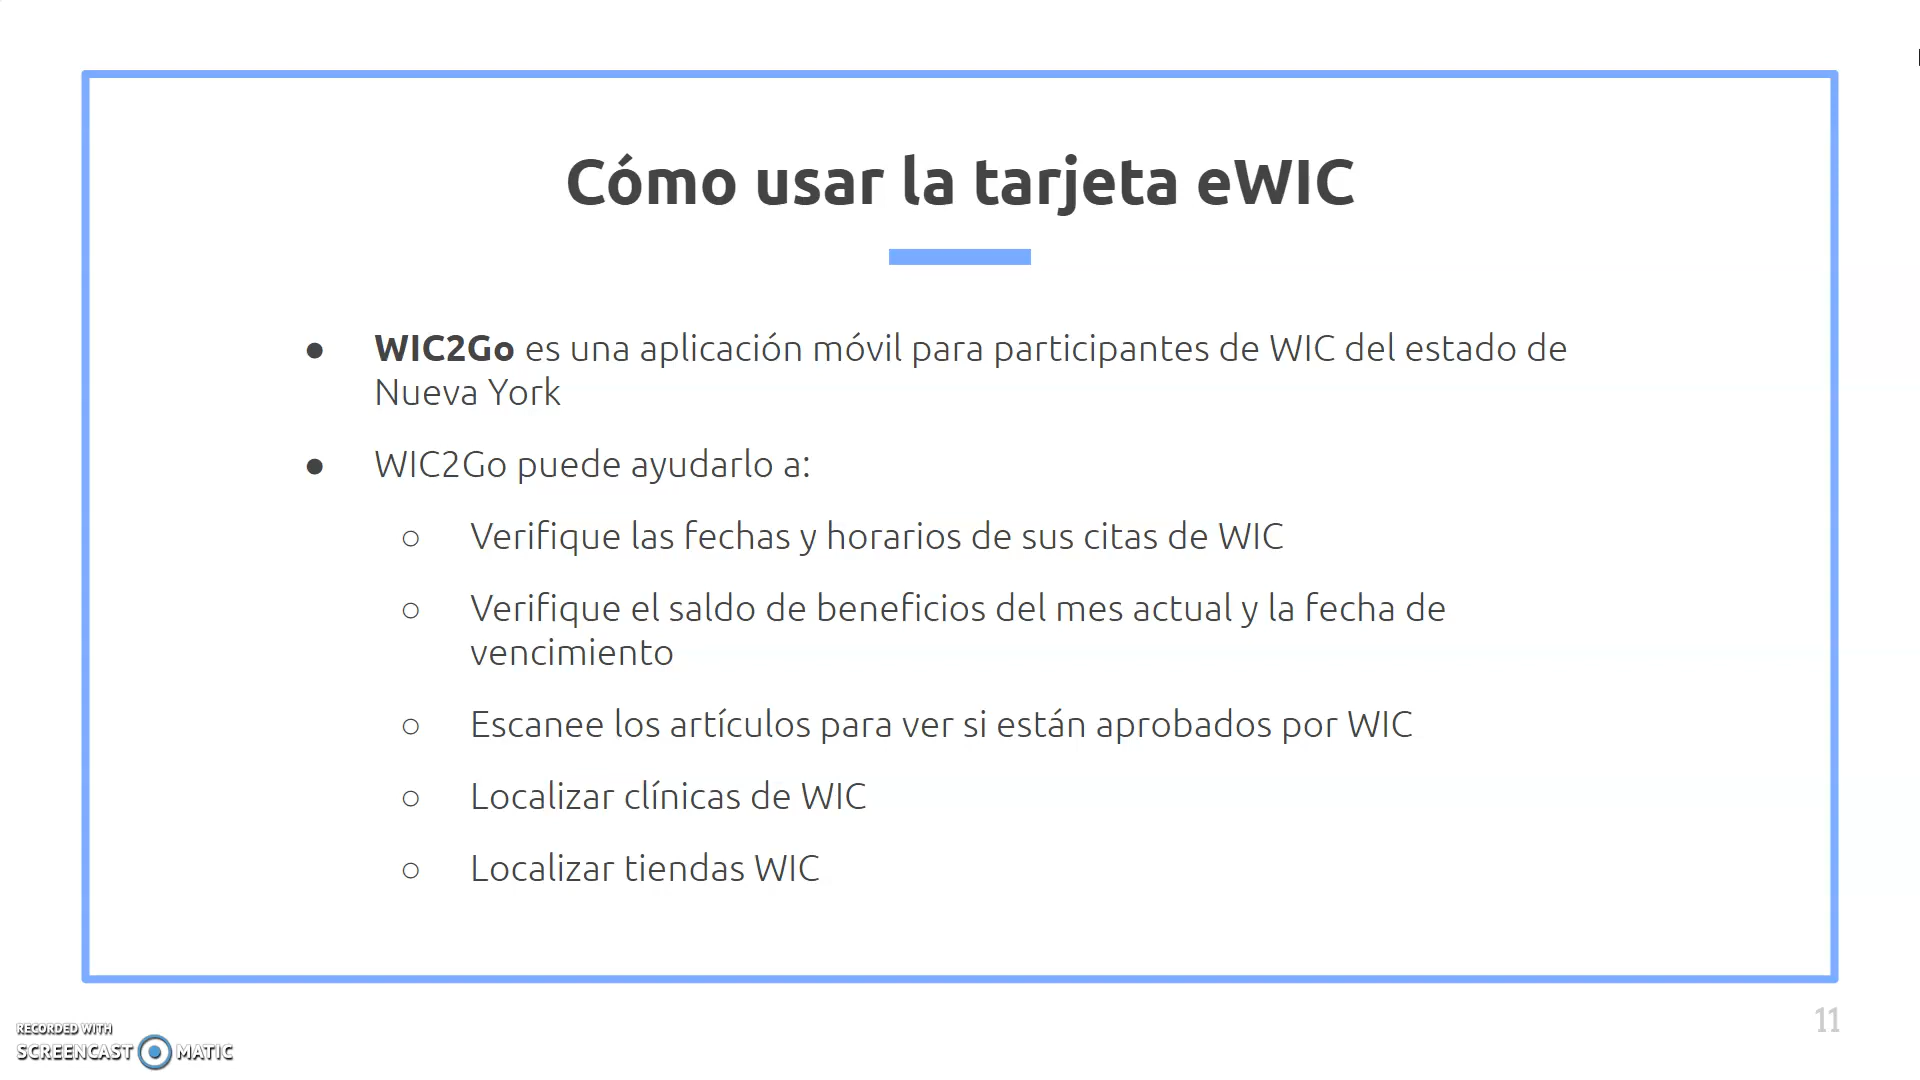 Cómo usar la tarjeta eWIC
● WIC2Go es una aplicación móvil para participantes de WIC del estado de
Nueva York
● WIC2Go puede ayudarlo a:
○ Verifique las fechas y horarios de sus citas de WIC
○ Verifique el saldo de beneficios del mes actual y la fecha de
vencimiento
○ Escanee los artículos para ver si están aprobados por WIC
○ Localizar clínicas de WIC
○ Localizar tiendas WIC
11
RECORDED WITH
SCREENCAST MATIC